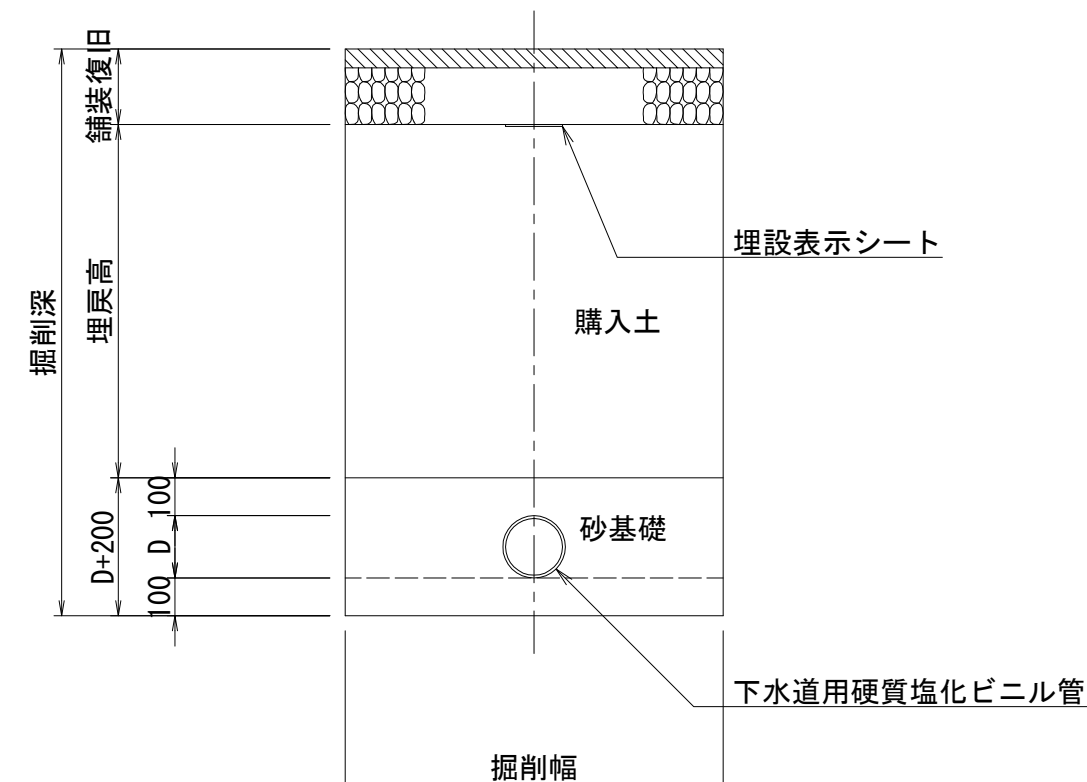 舗装復旧
埋設表示シート
埋戻高
掘削深
購入土
100
砂基礎
D
D+200
100
下水道用硬質塩化ビニル管
掘削幅